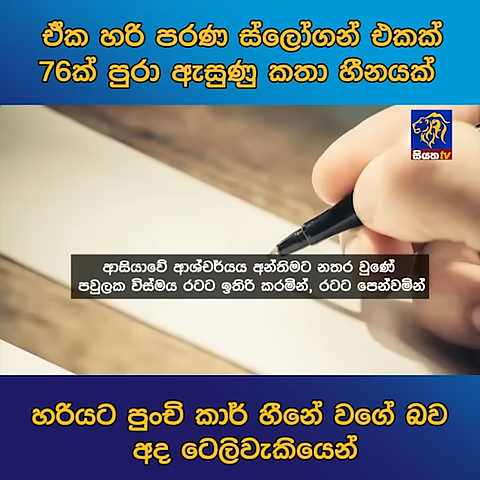 ඒක හරි පරණ ස්ලෝගන් එකක්
76ක් පුරා ඇසුණු කතා හීනයක්
සියත tv
ආසියාවේ ආශ්චර්යය අන්තිමට නතර වුණේ
පවුලක විස්මය රටට ඉතිරි කරමින්, රටට පෙන්වමින්
හරියට පුංචි කාර් හීනේ වගේ බව
අද ටෙලිවැකියෙන්